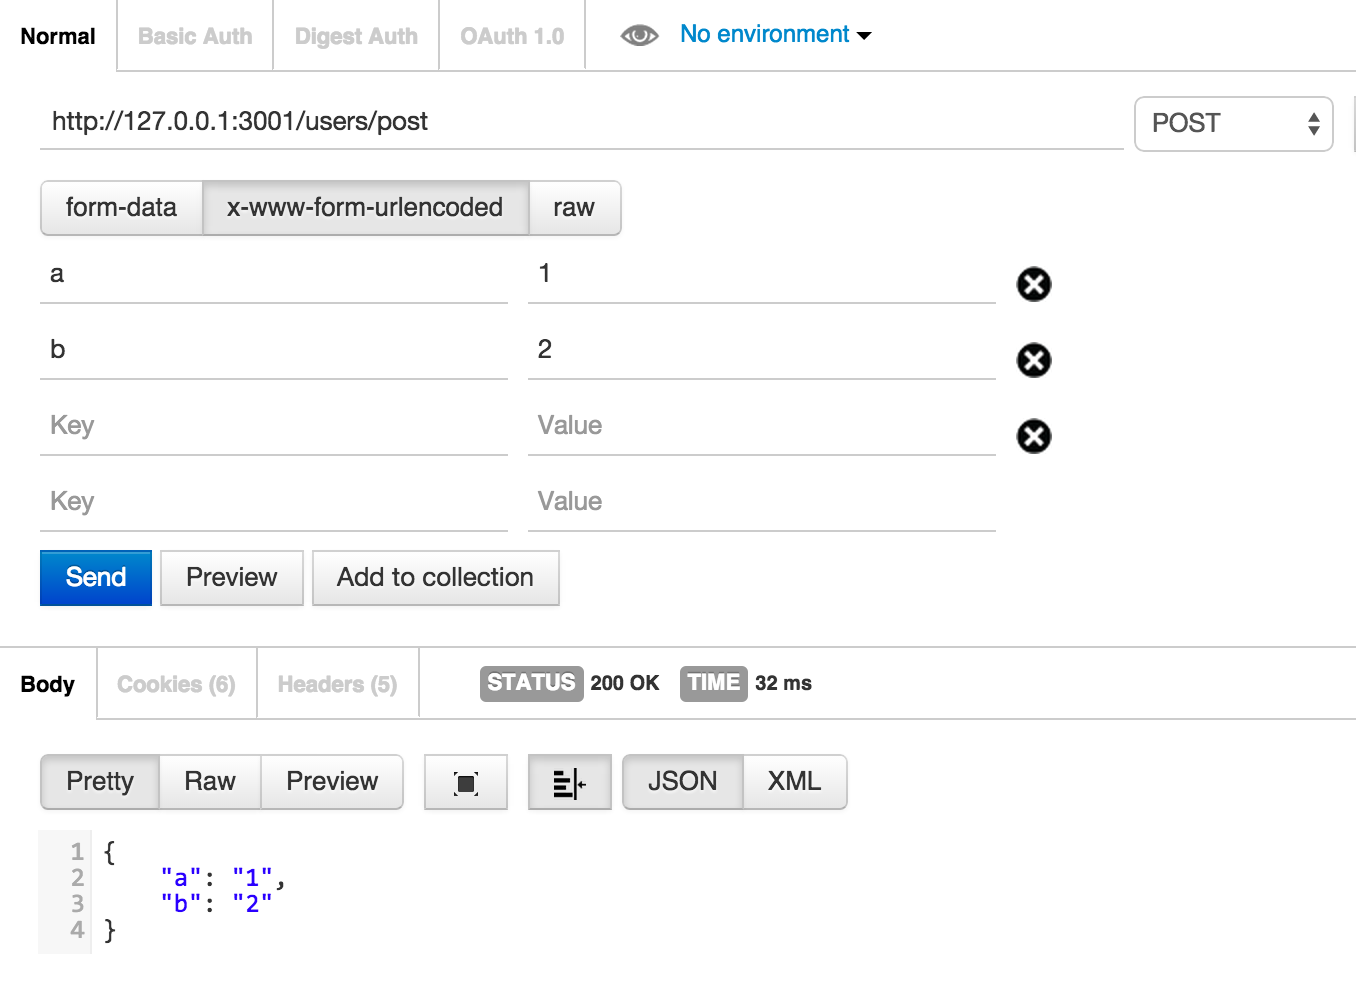 Normal Basic Auth Digest Auth OAuth 1.0 No environment
http://127.0.0.1:3001/users/post POST
form-data x-www-form-urlencoded raw
a 1
b 2
Key Value
Key Value
Send Preview Add to collection
Body Cookies (6) Headers (5) STATUS 200 OK TIME 32 ms
Pretty Raw Preview JSON XML
1 {
2 "a": "1",
3 "b": "2"
4 }